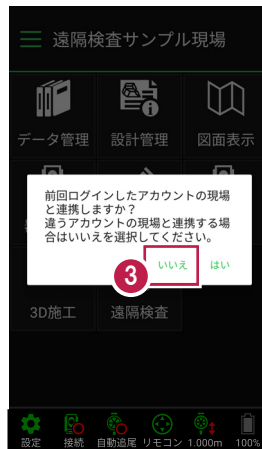 遠隔検査サンプル現場
データ管理 設計管理 図面表示
前回ログインしたアカウントの現場
と連携しますか？
違うアカウントの現場と連携する場
合はいいえを選択してください。
3 いいえ はい
3D施工 遠隔検査
設定 接続 自動追尾 リモコン 1.000m 100%